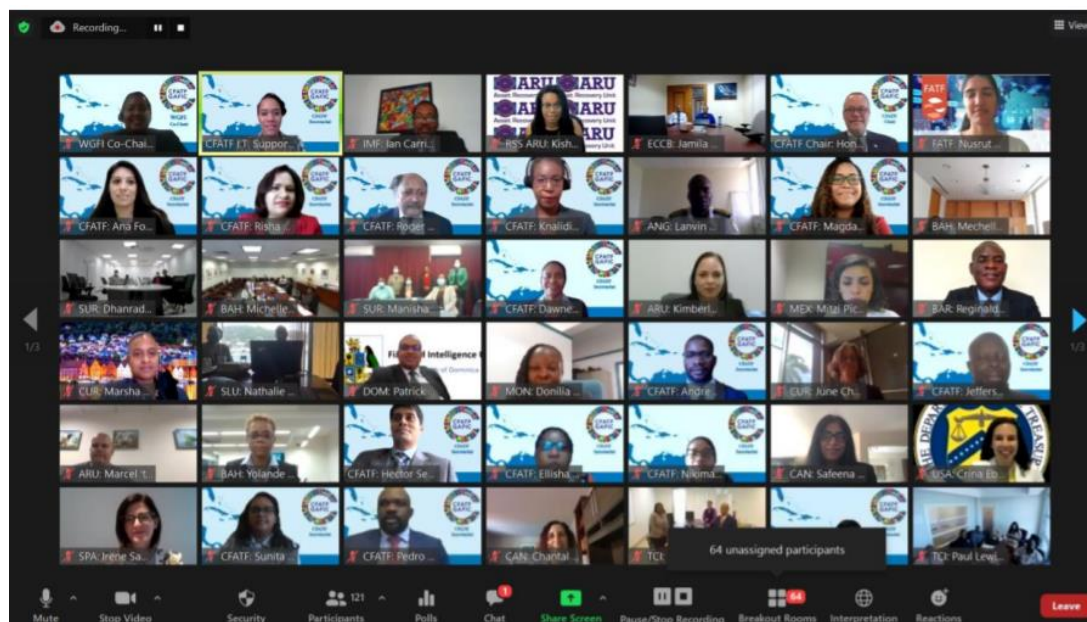 Recording...
View
WGFI Co-Chai...
CFATF I.T. Suppor...
IMF: Ian Carri...
RSS ARU: Kish...
ECCB: Jamila ...
CFATF Chair: Hon...
FATF: Nusrut ...
CFATF: Ana Fo...
CFATF: Risha ...
CFATF: Roger ...
CFATF: Knalidi...
ANG: Lanvin ...
CFATF: Magda...
BAH: Mechell...
SUR: Dhanrad...
BAH: Michelle...
SUR: Manisha...
CFATF: Dawne...
ARU: Kimberl...
MEX: Mitzi Pic...
BAR: Reginald...
1/3
1/3
CUR: Marsha ...
SLU: Nathalie ...
DOM: Patrick ...
MON: Donilia ...
CFATF: Andre ...
CUR: June Ch...
CFATF: Jeffers...
ARU: Marcel 't...
BAH: Yolande ...
CFATF: Hector Se...
CFATF: Ellisha ...
CAN: Safeena ...
USA: Crina Eb...
SPA: Irene Sa...
CFATF: Sunita ...
CFATF: Pedro ...
CAN: Chantal ...
64 unassigned participants
TCI: Paul Lewi...
Mute
Stop Video
Security
Participants 121
Polls
Chat 1
Share Screen
Pause/Stop Recording
Breakout Rooms 64
Interpretation
Reactions
Leave